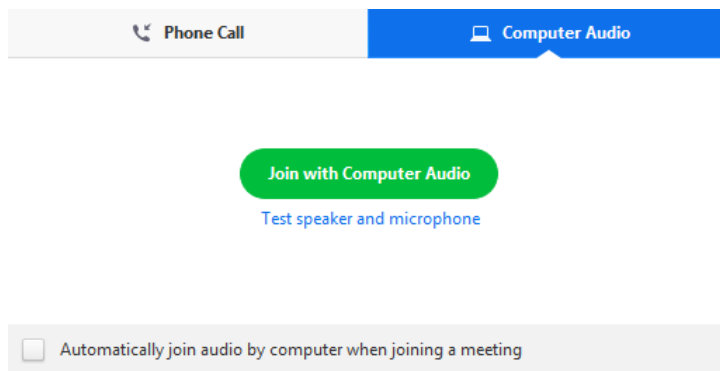 Phone Call
Computer Audio
Join with Computer Audio
Test speaker and microphone
Automatically join audio by computer when joining a meeting